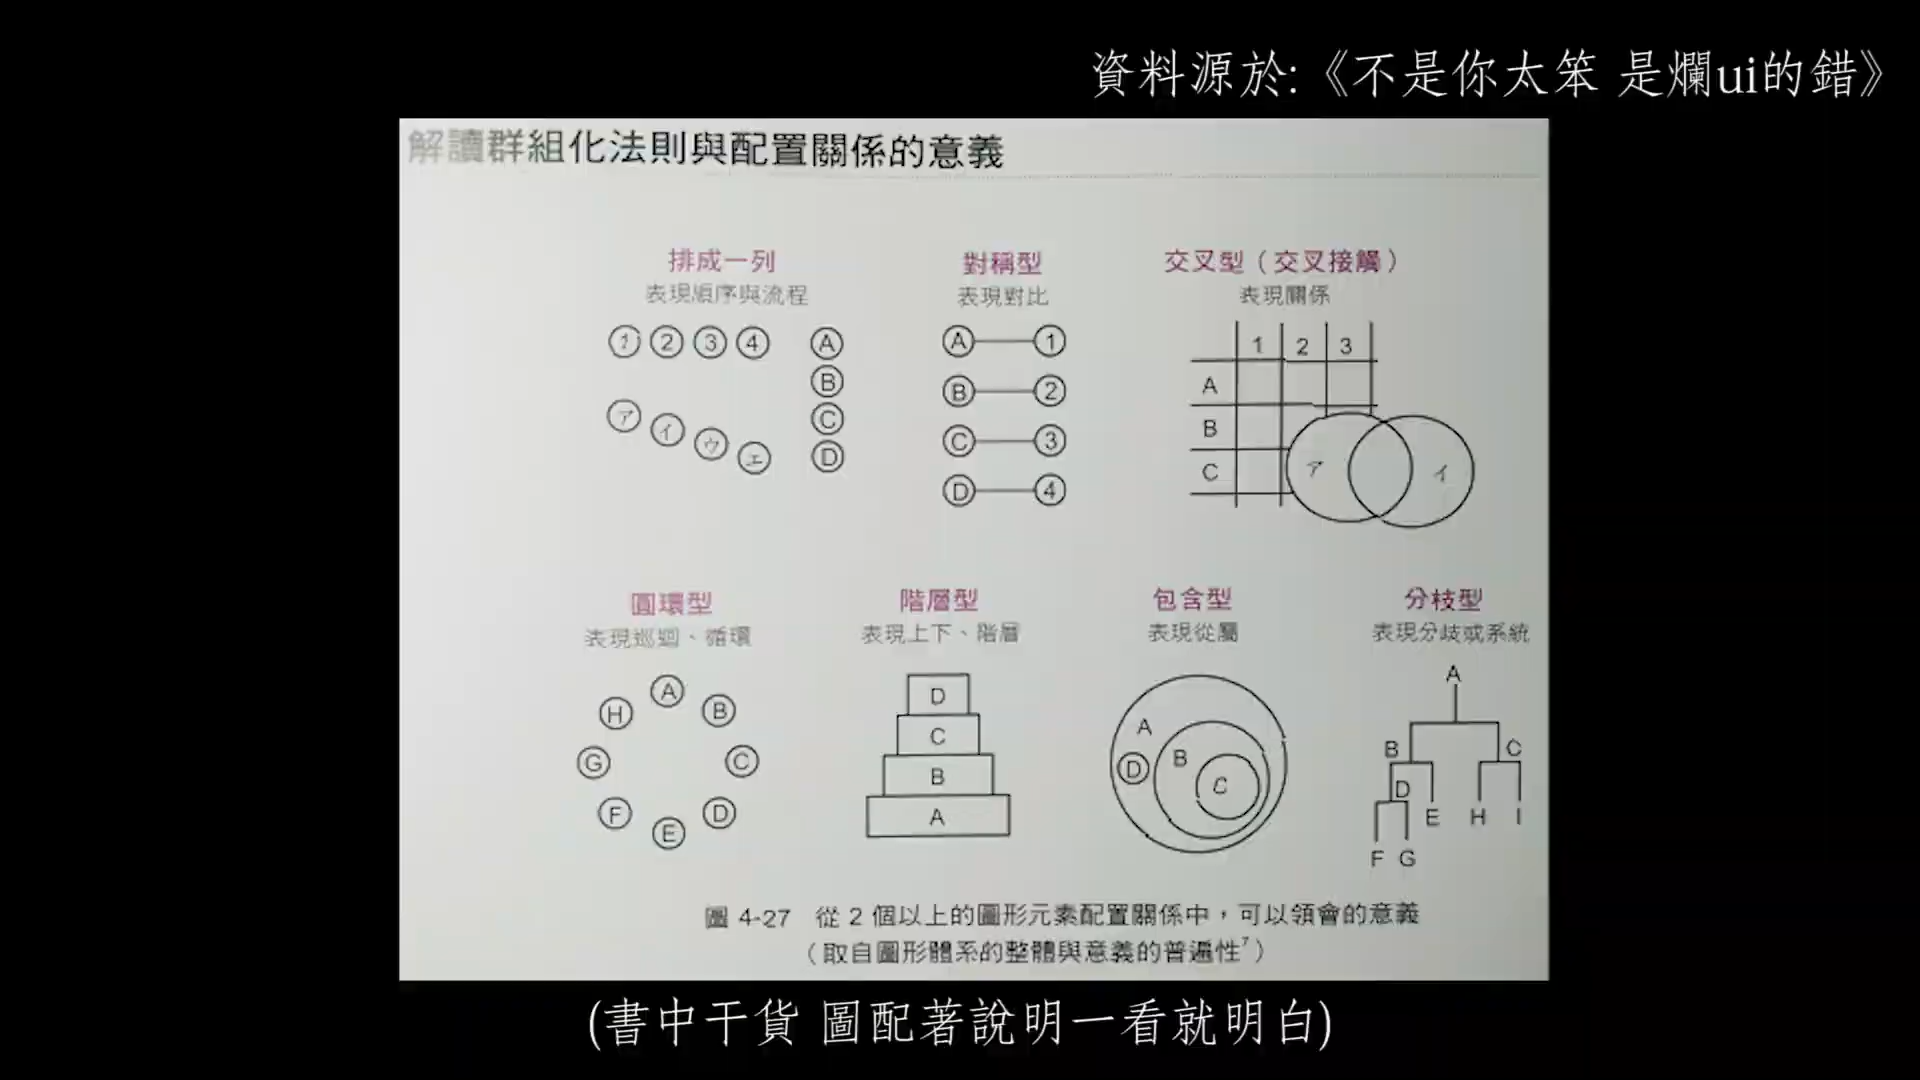 資料源於:《不是你太笨 是爛ui的錯》
解讀群組化法則與配置關係的意義
排成一列
表現順序與流程
1 2 3 4
ア イ ウ エ
A
B
C
D
對稱型
表現對比
A 1
B 2
C 3
D 4
交叉型(交叉接觸)
表現關係
1 2 3
A
B
C
ア イ
圓環型
表現巡迴、循環
A
B
C
D
E
F
G
H
階層型
表現上下、階層
D
C
B
A
包含型
表現從屬
A
B
C
D
分枝型
表現分歧或系統
A
B C
D
E H I
F G
圖 4-27 從 2 個以上的圖形元素配置關係中,可以領會的意義
(取自圖形體系的整體與意義的普遍性7)
(書中干貨 圖配著說明一看就明白)